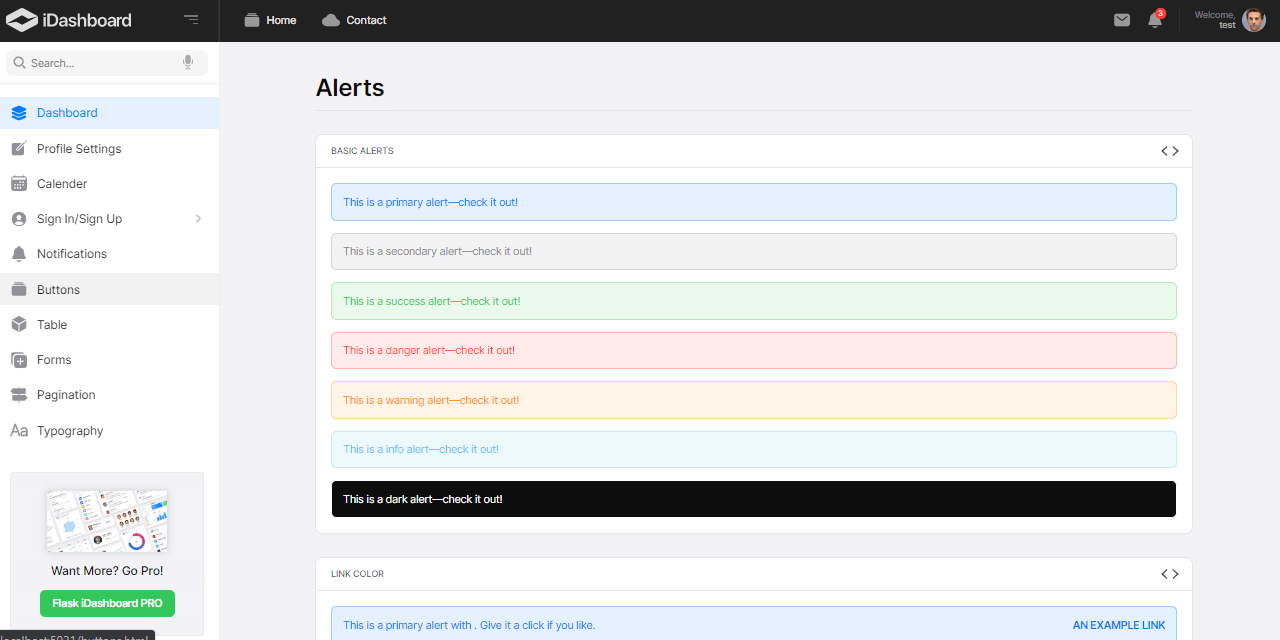 iDashboard
Home
Contact
3
Welcome,
test
Search...
Dashboard
Profile Settings
Calender
Sign In/Sign Up
Notifications
Buttons
Table
Forms
Pagination
Aa Typography
Want More? Go Pro!
Flask iDashboard PRO
localhost:5021/buttons.html
Alerts
BASIC ALERTS
This is a primary alert—check it out!
This is a secondary alert—check it out!
This is a success alert—check it out!
This is a danger alert—check it out!
This is a warning alert—check it out!
This is a info alert—check it out!
This is a dark alert—check it out!
LINK COLOR
This is a primary alert with . Give it a click if you like. AN EXAMPLE LINK